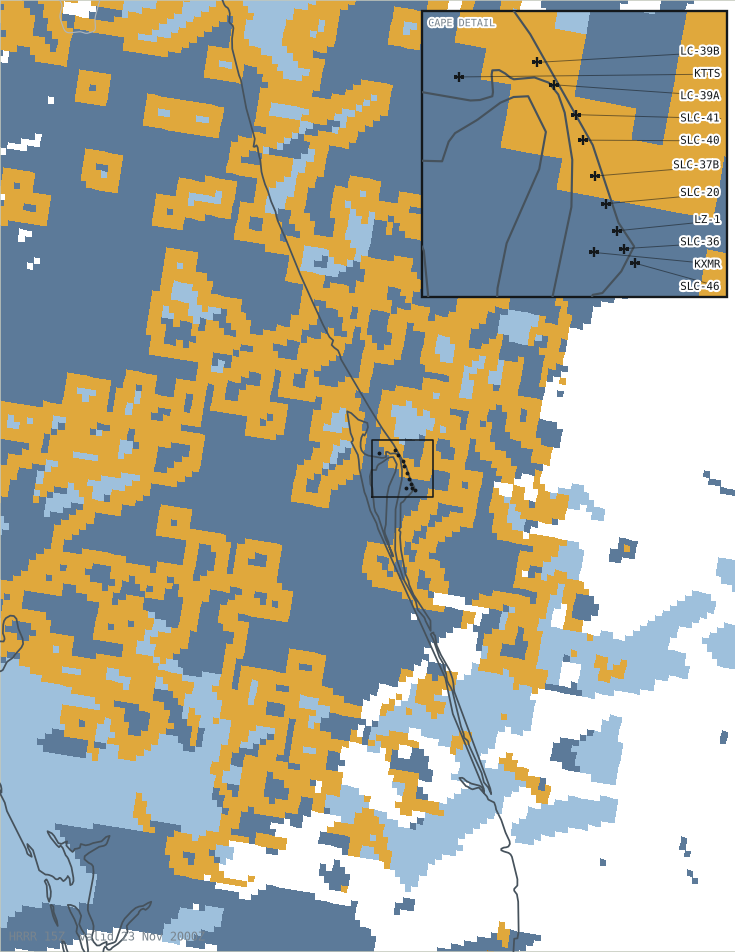 CAPE DETAIL
LC-39B
KTTS
LC-39A
SLC-41
SLC-40
SLC-37B
SLC-20
LZ-1
SLC-36
KXMR
SLC-46
HRRR 15Z, valid 23 Nov 2000Z